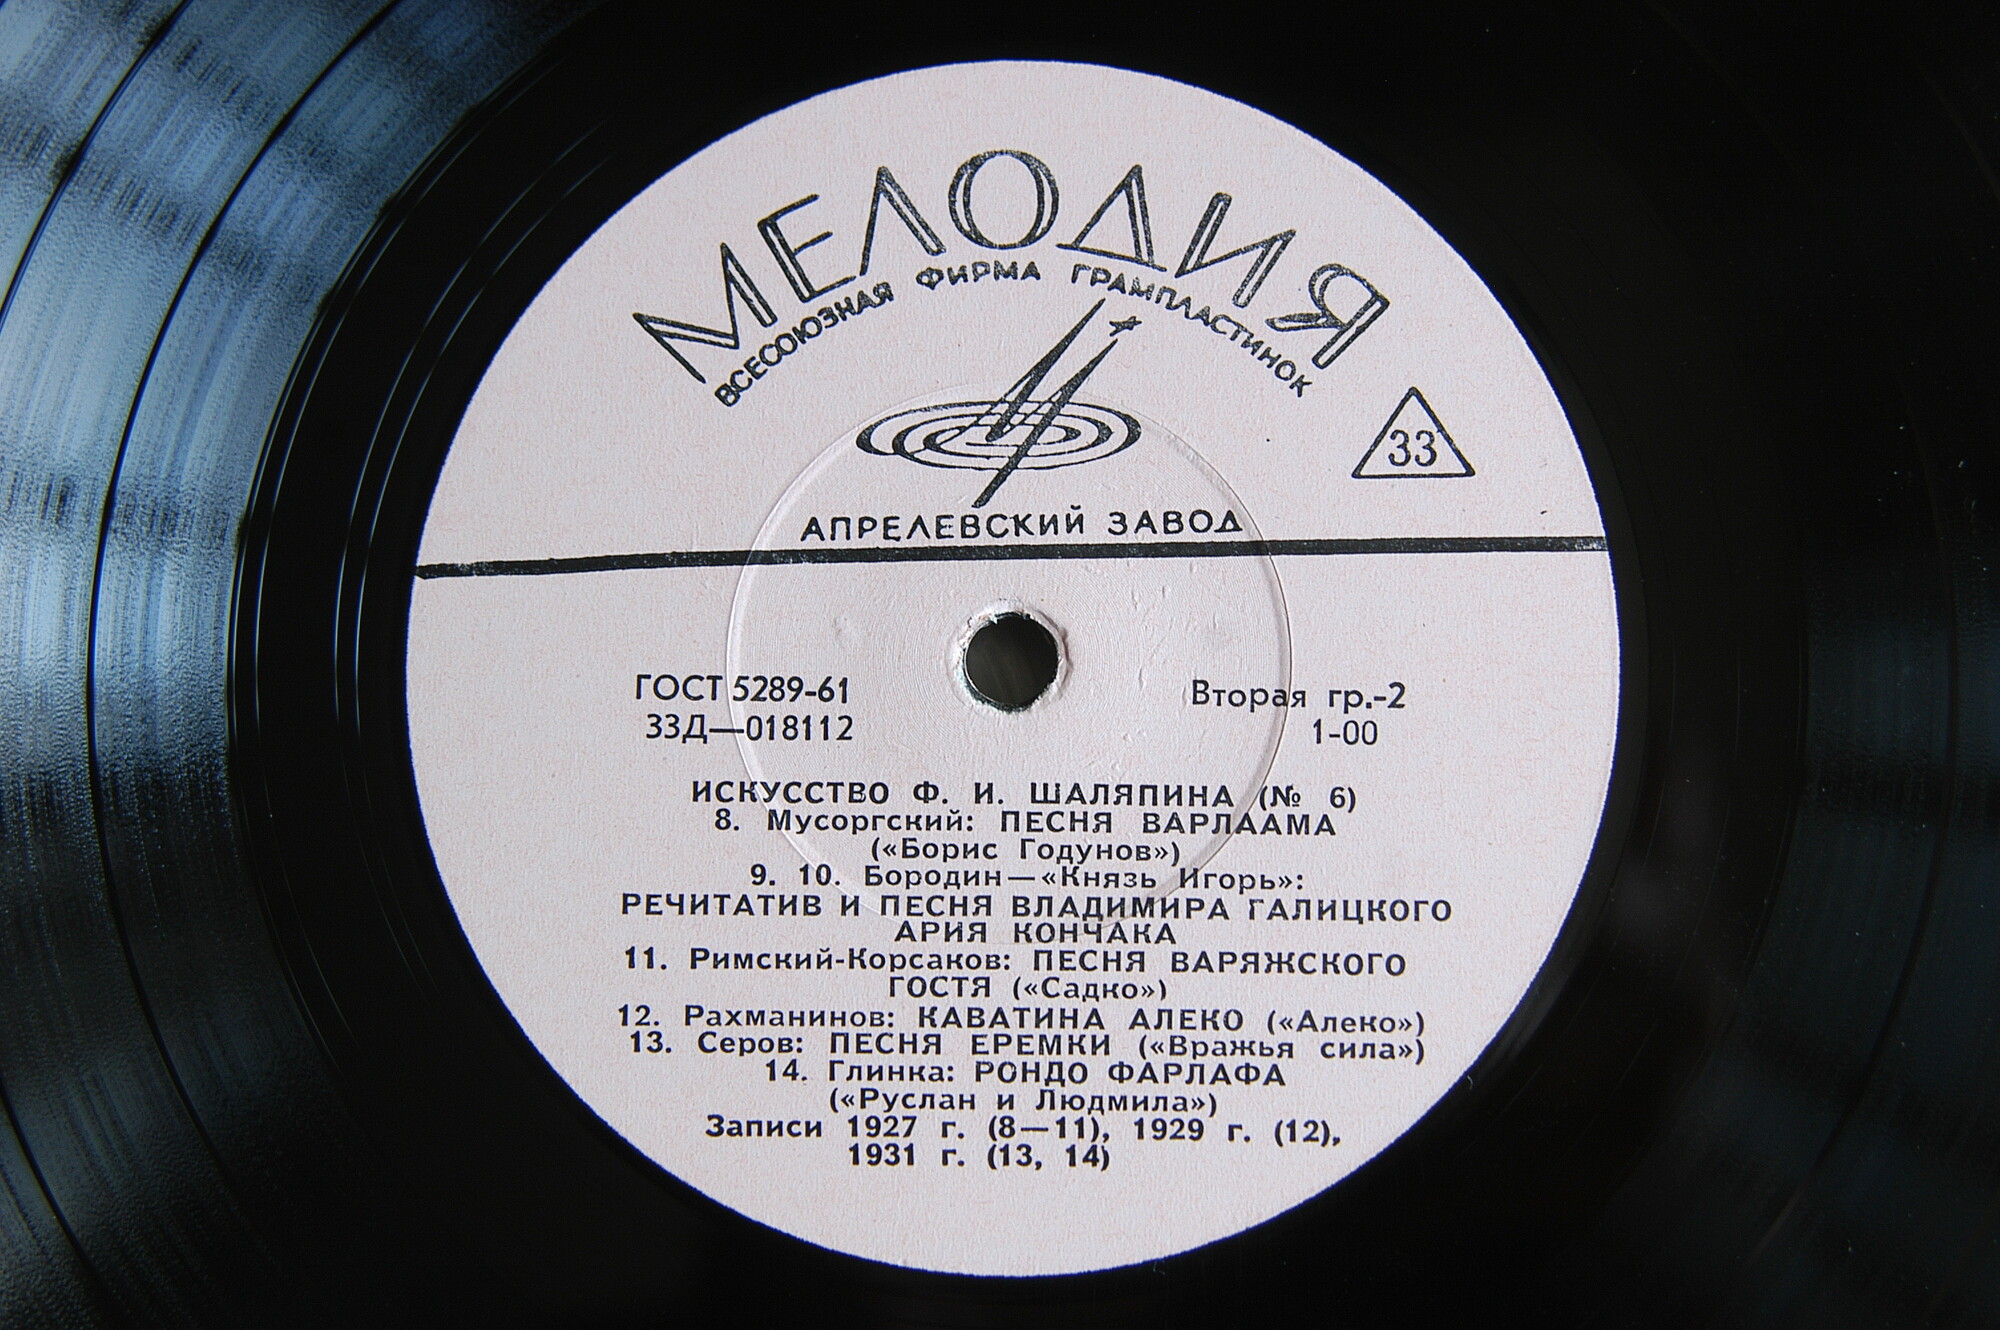 МЕЛОДИЯ
ВСЕСОЮЗНАЯ ФИРМА ГРАМПЛАСТИНОК
33
АПРЕЛЕВСКИЙ ЗАВОД
ГОСТ 5289-61
Вторая гр.-2
33Д—018112
1-00
ИСКУССТВО Ф. И. ШАЛЯПИНА (№ 6)
8. Мусоргский: ПЕСНЯ ВАРЛААМА
(«Борис Годунов»)
9. 10. Бородин—«Князь Игорь»:
РЕЧИТАТИВ И ПЕСНЯ ВЛАДИМИРА ГАЛИЦКОГО
АРИЯ КОНЧАКА
11. Римский-Корсаков: ПЕСНЯ ВАРЯЖСКОГО
ГОСТЯ («Садко»)
12. Рахманинов: КАВАТИНА АЛЕКО («Алеко»)
13. Серов: ПЕСНЯ ЕРЕМКИ («Вражья сила»)
14. Глинка: РОНДО ФАРЛАФА
(«Руслан и Людмила»)
Записи 1927 г. (8—11), 1929 г. (12),
1931 г. (13, 14)